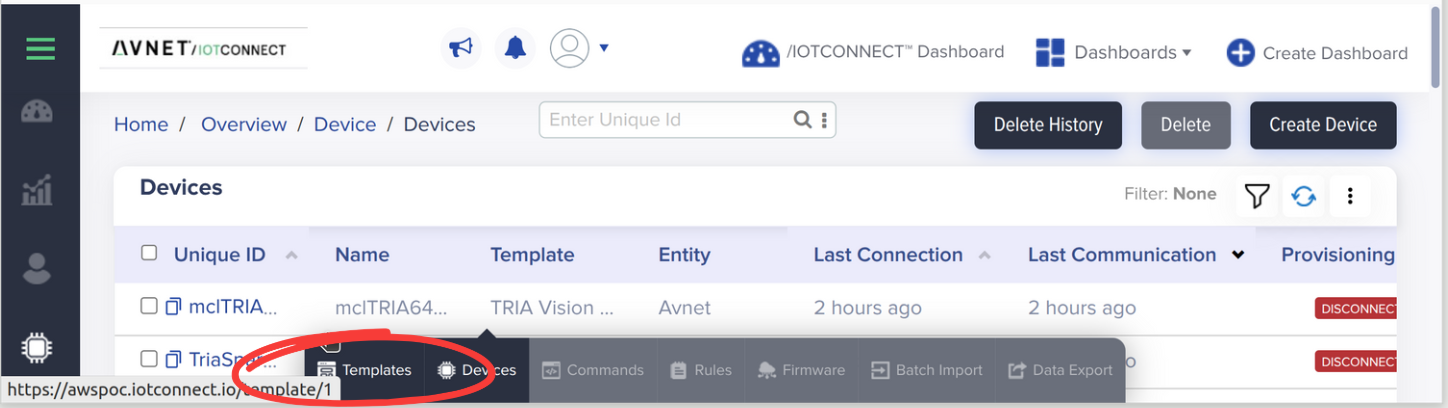 AVNET /IOTCONNECT
/IOTCONNECT™ Dashboard
Dashboards
Create Dashboard
Home / Overview / Device / Devices
Enter Unique Id
Delete History
Delete
Create Device
Devices
Filter: None
Unique ID Name Template Entity Last Connection Last Communication Provisioning
mclTRIA... mclTRIA64... TRIA Vision ... Avnet 2 hours ago 2 hours ago DISCONNECT
DISCONNECT
Templates Devices Commands Rules Firmware Batch Import Data Export
https://awspoc.iotconnect.io/template/1